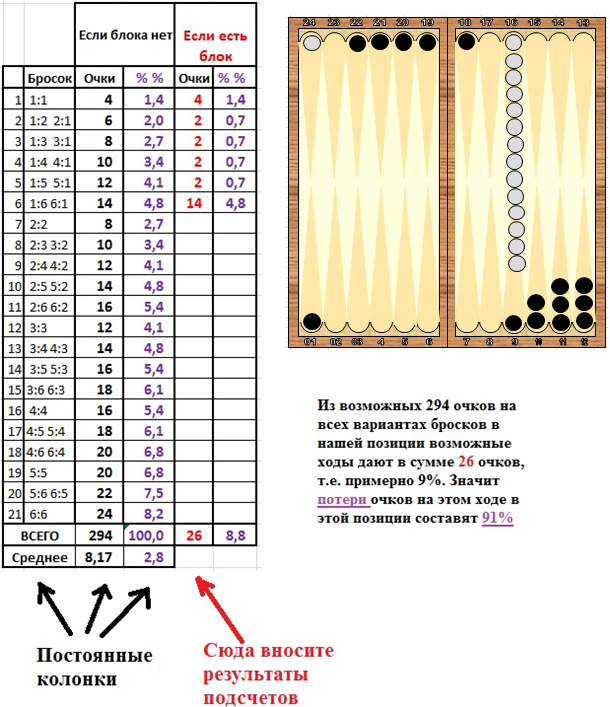 Если блока нет Если есть блок
Бросок Очки % % Очки % %
1 1:1 4 1,4 4 1,4
2 1:2 2:1 6 2,0 2 0,7
3 1:3 3:1 8 2,7 2 0,7
4 1:4 4:1 10 3,4 2 0,7
5 1:5 5:1 12 4,1 2 0,7
6 1:6 6:1 14 4,8 14 4,8
7 2:2 8 2,7
8 2:3 3:2 10 3,4
9 2:4 4:2 12 4,1
10 2:5 5:2 14 4,8
11 2:6 6:2 16 5,4
12 3:3 12 4,1
13 3:4 4:3 14 4,8
14 3:5 5:3 16 5,4
15 3:6 6:3 18 6,1
16 4:4 16 5,4
17 4:5 5:4 18 6,1
18 4:6 6:4 20 6,8
19 5:5 20 6,8
20 5:6 6:5 22 7,5
21 6:6 24 8,2
ВСЕГО 294 100,0 26 8,8
Среднее 8,17 2,8
Постоянные
колонки
Сюда вносите
результаты
подсчетов
24 23 22 21 20 19 18 17 16 15 14 13
01 02 03 4 5 6 7 8 9 10 11 12
Из возможных 294 очков на
всех вариантах бросков в
нашей позиции возможные
ходы дают в сумме 26 очков,
т.е. примерно 9%. Значит
потери очков на этом ходе в
этой позиции составят 91%